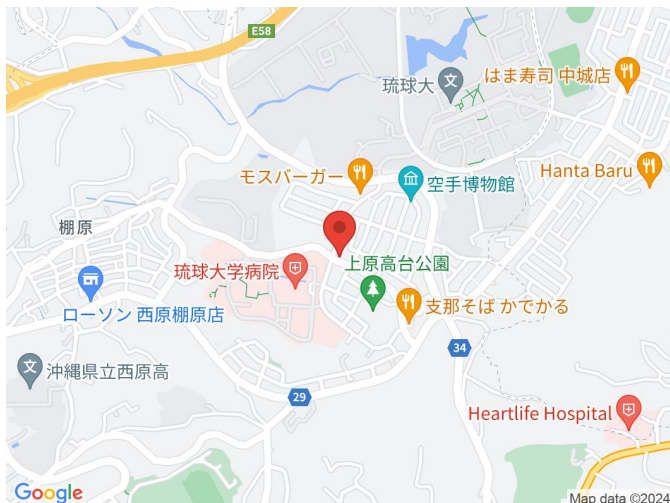 E58
琉球大
はま寿司 中城店
モスバーガー
空手博物館
Hanta Baru
棚原
琉球大学病院
上原高台公園
ローソン 西原棚原店
支那そば かでかる
34
沖縄県立西原高
29
Heartlife Hospital
Google
Map data ©2024